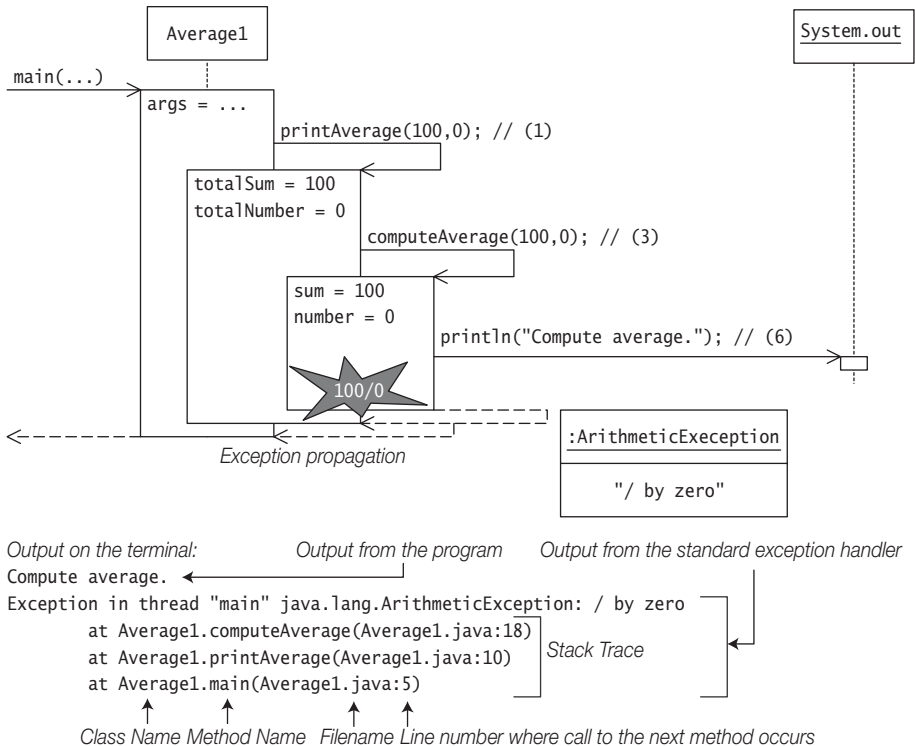 Average1
System.out
main(...)
args = ...
printAverage(100,0); // (1)
totalSum = 100
totalNumber = 0
computeAverage(100,0); // (3)
sum = 100
number = 0
println("Compute average."); // (6)
100/0
:ArithmeticExeception
Exception propagation
"/ by zero"
Output on the terminal: Output from the program Output from the standard exception handler
Compute average.
Exception in thread "main" java.lang.ArithmeticException: / by zero
at Average1.computeAverage(Average1.java:18)
Stack Trace
at Average1.printAverage(Average1.java:10)
at Average1.main(Average1.java:5)
Class Name Method Name Filename Line number where call to the next method occurs